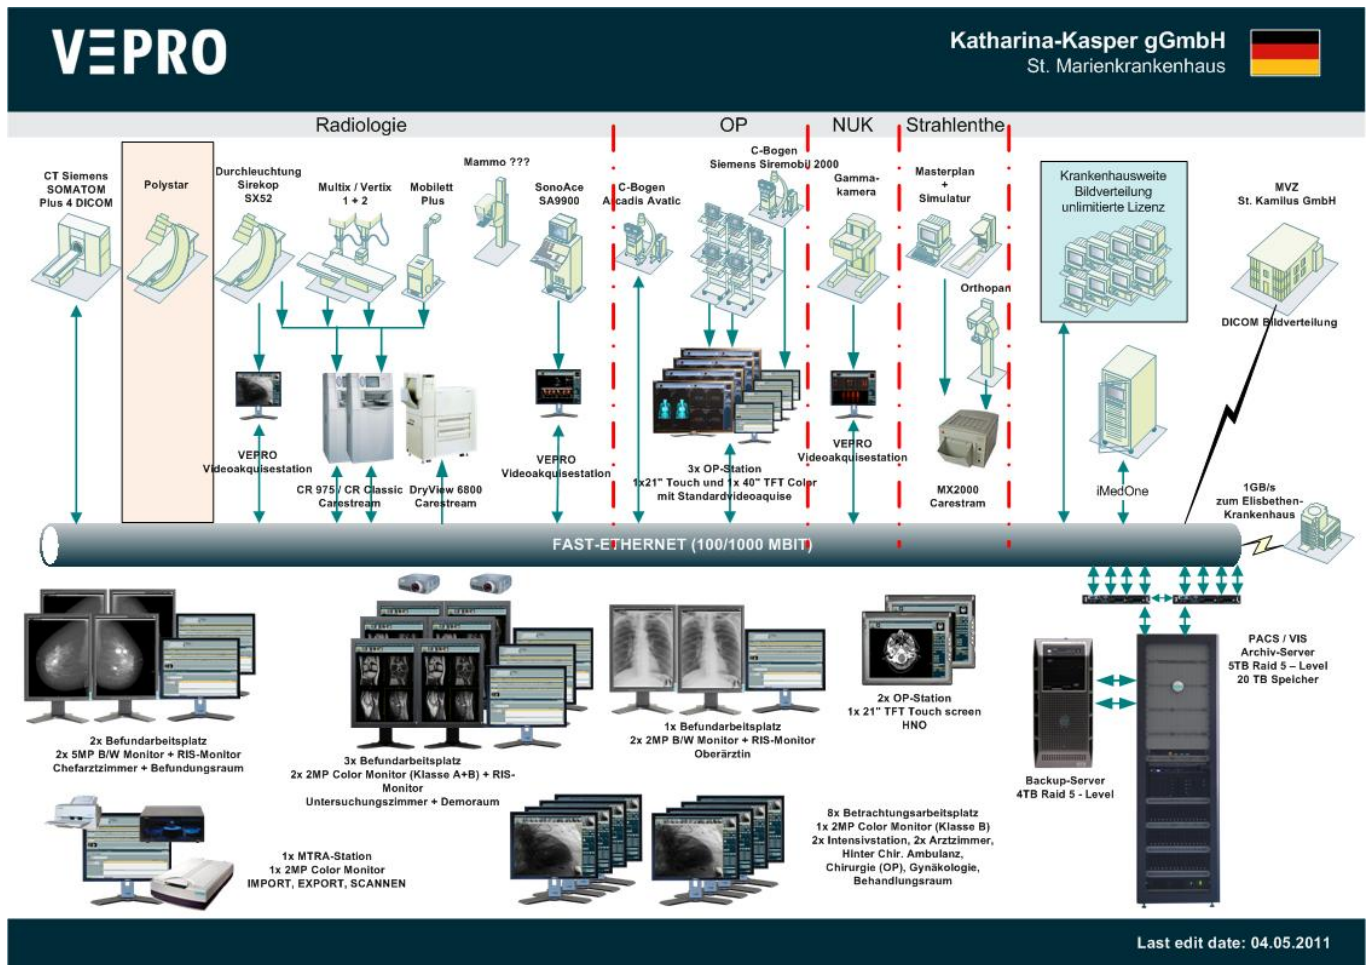 VEPRO
Katharina-Kasper gGmbH
St. Marienkrankenhaus
Radiologie
OP
NUK
Strahlenthe
CT Siemens
SOMATOM
Plus 4 DICOM
Polystar
Durchleuchtung
Sirekop
SX52
Multix / Vertix
1 + 2
Mobilett
Plus
Mammo ???
SonoAce
SA9900
C-Bogen
Arcadis Avatic
C-Bogen
Siemens Siremobil 2000
Gamma-
kamera
Masterplan
+
Simulatur
Orthopan
Krankenhausweite
Bildverteilung
unlimitierte Lizenz
MVZ
St. Kamilus GmbH
DICOM Bildverteilung
VEPRO
Videoakquisestation
CR 975 / CR Classic
Carestream
DryView 6800
Carestream
VEPRO
Videoakquisestation
3x OP-Station
1x21" Touch und 1x 40" TFT Color
mit Standardvideoaquise
VEPRO
Videoakquisestation
MX2000
Carestram
iMedOne
1GB/s
zum Elisbethen-
Krankenhaus
FAST-ETHERNET (100/1000 MBIT)
2x Befundarbeitsplatz
2x 5MP B/W Monitor + RIS-Monitor
Chefarztzimmer + Befundungsraum
3x Befundarbeitsplatz
2x 2MP Color Monitor (Klasse A+B) + RIS-
Monitor
Untersuchungszimmer + Demoraum
1x Befundarbeitsplatz
2x 2MP B/W Monitor + RIS-Monitor
Oberärztin
2x OP-Station
1x 21" TFT Touch screen
HNO
PACS / VIS
Archiv-Server
5TB Raid 5 – Level
20 TB Speicher
Backup-Server
4TB Raid 5 - Level
1x MTRA-Station
1x 2MP Color Monitor
IMPORT, EXPORT, SCANNEN
8x Betrachtungsarbeitsplatz
1x 2MP Color Monitor (Klasse B)
2x Intensivstation, 2x Arztzimmer,
Hinter Chir. Ambulanz,
Chirurgie (OP), Gynäkologie,
Behandlungsraum
Last edit date: 04.05.2011